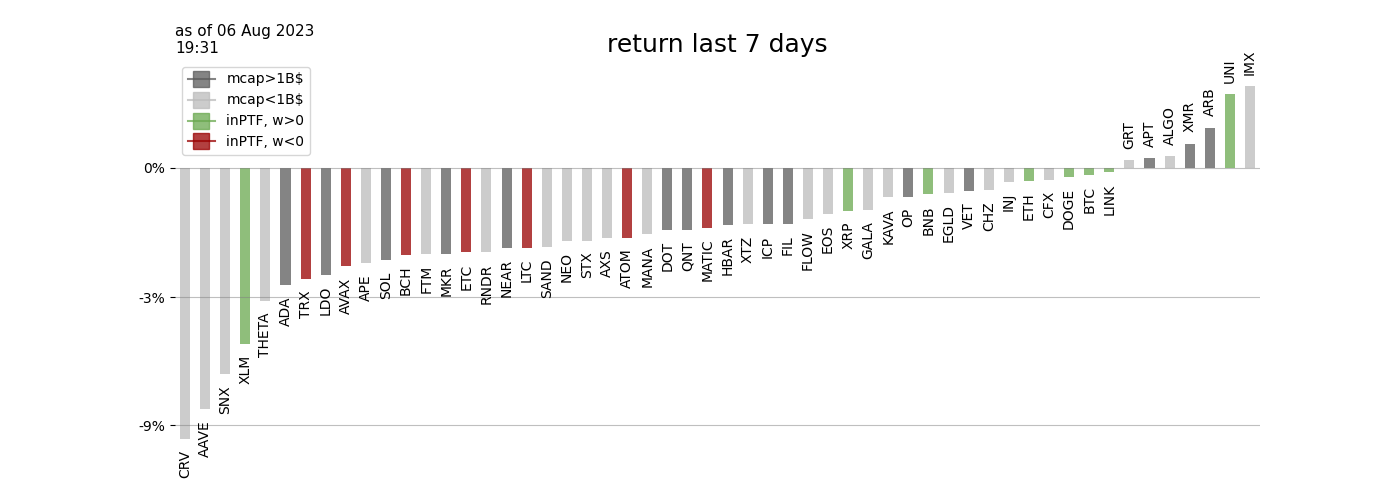 as of 06 Aug 2023
19:31
return last 7 days
mcap>1B$
mcap<1B$
inPTF, w>0
inPTF, w<0
0%
-3%
-9%
CRV
AAVE
SNX
XLM
THETA
ADA
TRX
LDO
AVAX
APE
SOL
BCH
FTM
MKR
ETC
RNDR
NEAR
LTC
SAND
NEO
STX
AXS
ATOM
MANA
DOT
QNT
MATIC
HBAR
XTZ
ICP
FIL
FLOW
EOS
XRP
GALA
KAVA
OP
BNB
EGLD
VET
CHZ
INJ
ETH
CFX
DOGE
BTC
LINK
GRT
APT
ALGO
XMR
ARB
UNI
IMX